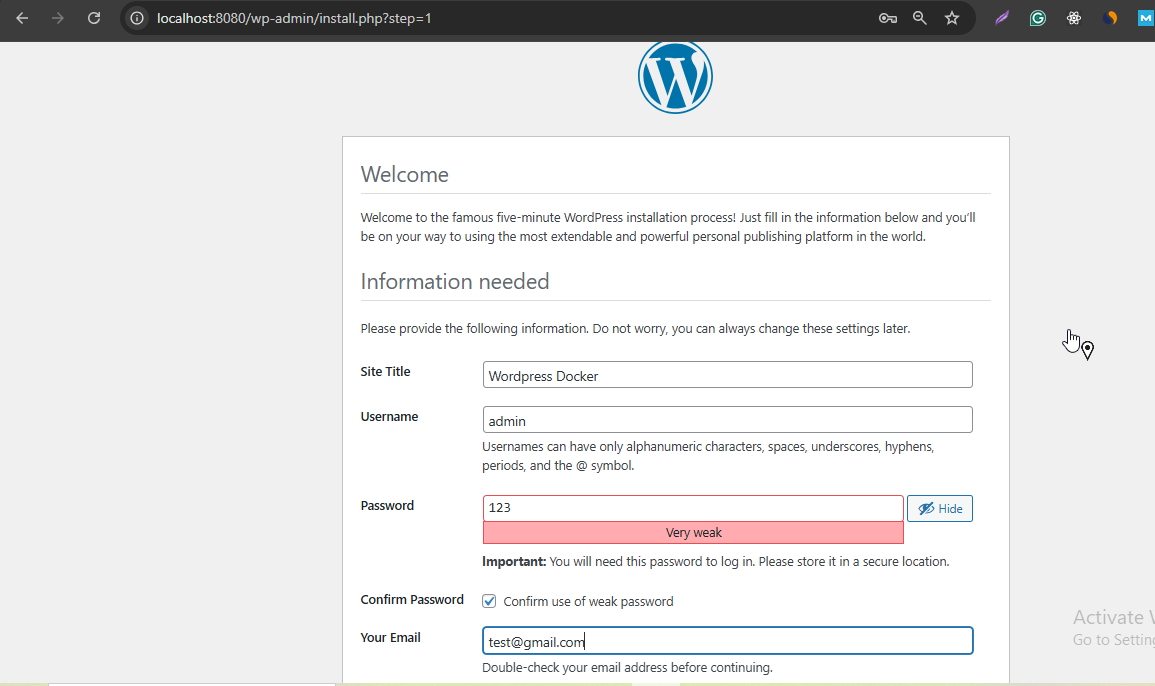 localhost:8080/wp-admin/install.php?step=1
Welcome
Welcome to the famous five-minute WordPress installation process! Just fill in the information below and you'll
be on your way to using the most extendable and powerful personal publishing platform in the world.
Information needed
Please provide the following information. Do not worry, you can always change these settings later.
Site Title
Wordpress Docker
Username
admin
Usernames can have only alphanumeric characters, spaces, underscores, hyphens,
periods, and the @ symbol.
Password
123
Hide
Very weak
Important: You will need this password to log in. Please store it in a secure location.
Confirm Password
Confirm use of weak password
Your Email
test@gmail.com
Double-check your email address before continuing.
Activate
Go to Setting